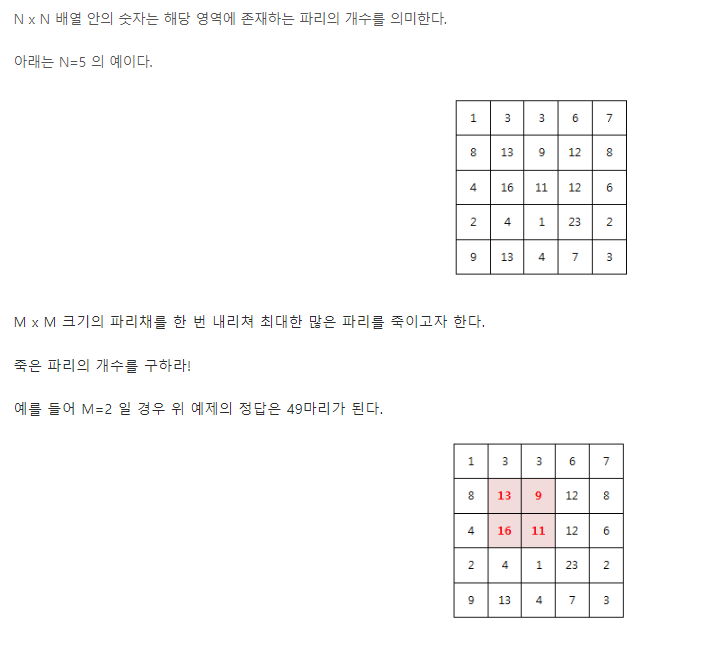 N x N 배열 안의 숫자는 해당 영역에 존재하는 파리의 개수를 의미한다.
아래는 N=5 의 예이다.
1 3 3 6 7
8 13 9 12 8
4 16 11 12 6
2 4 1 23 2
9 13 4 7 3
M x M 크기의 파리채를 한 번 내리쳐 최대한 많은 파리를 죽이고자 한다.
죽은 파리의 개수를 구하라!
예를 들어 M=2 일 경우 위 예제의 정답은 49마리가 된다.
1 3 3 6 7
8 13 9 12 8
4 16 11 12 6
2 4 1 23 2
9 13 4 7 3